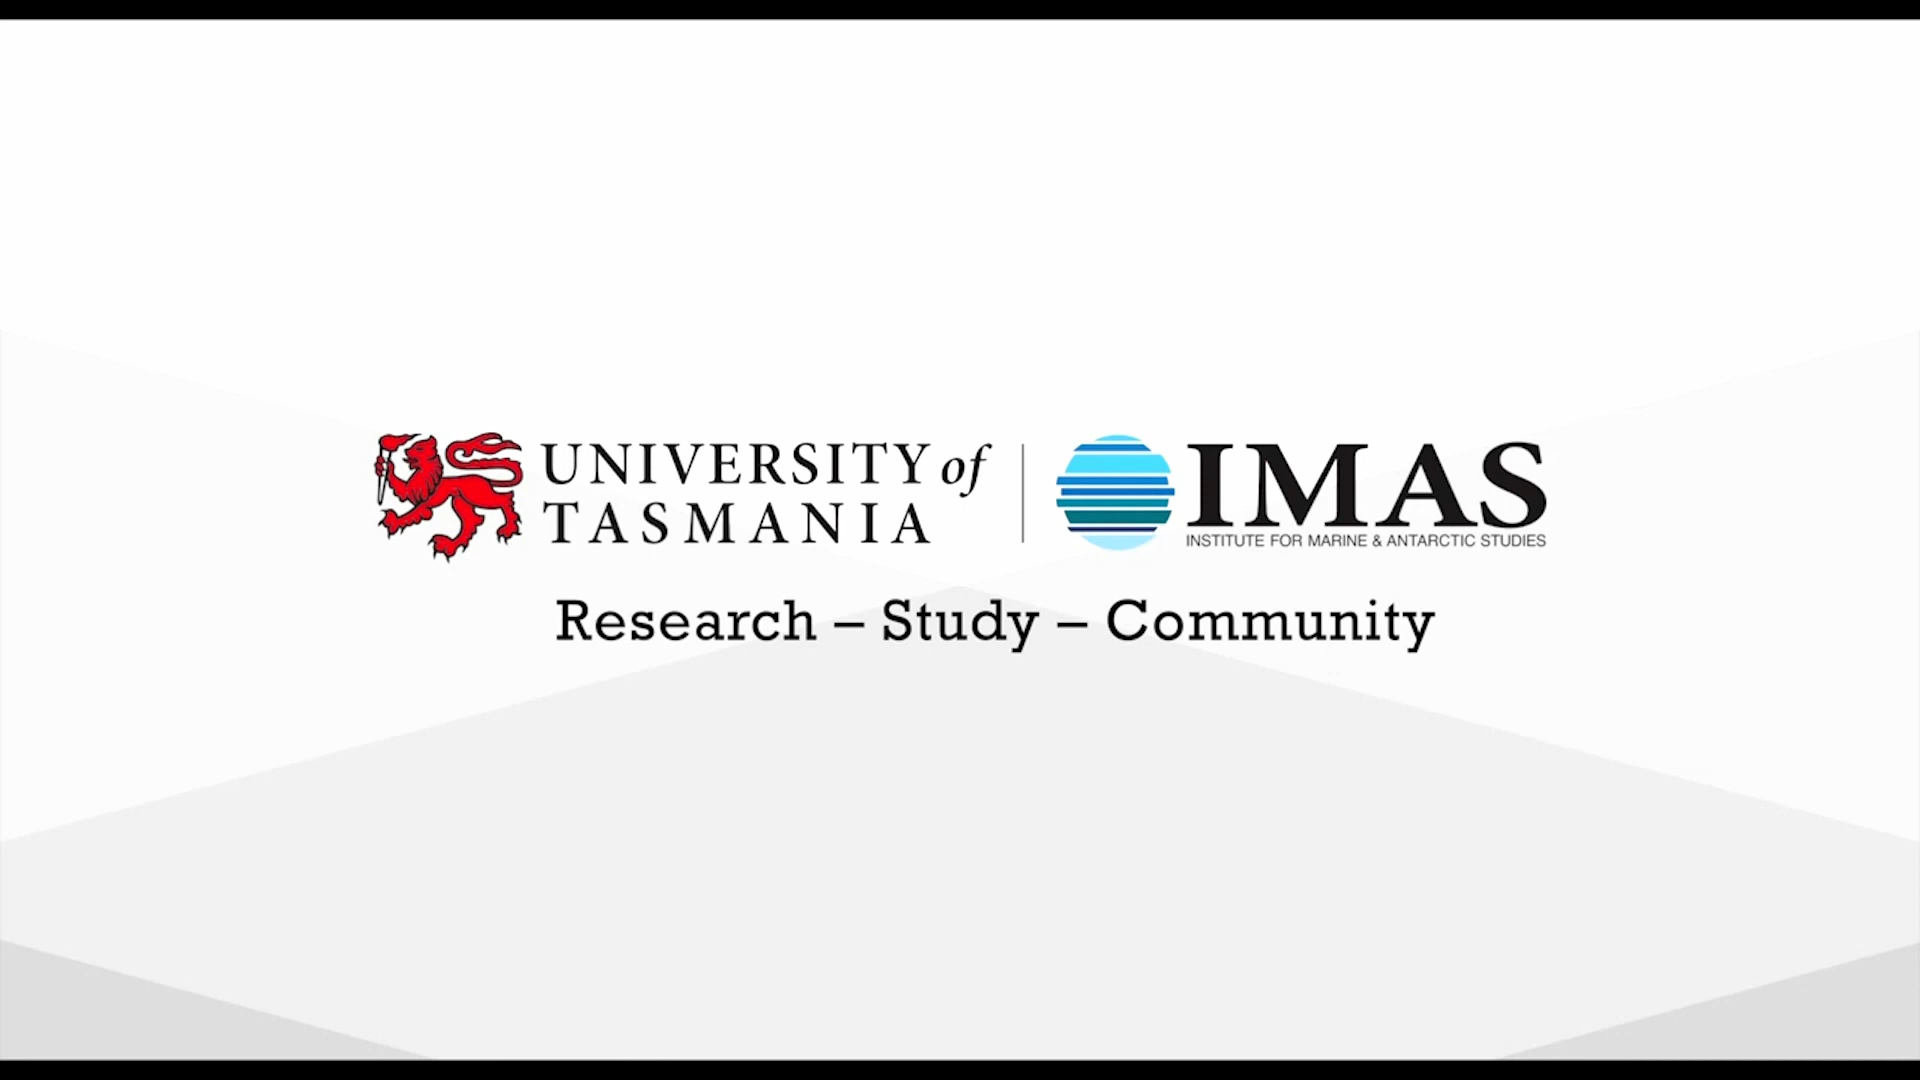 UNIVERSITY of
TASMANIA
IMAS
INSTITUTE FOR MARINE & ANTARCTIC STUDIES
Research – Study – Community